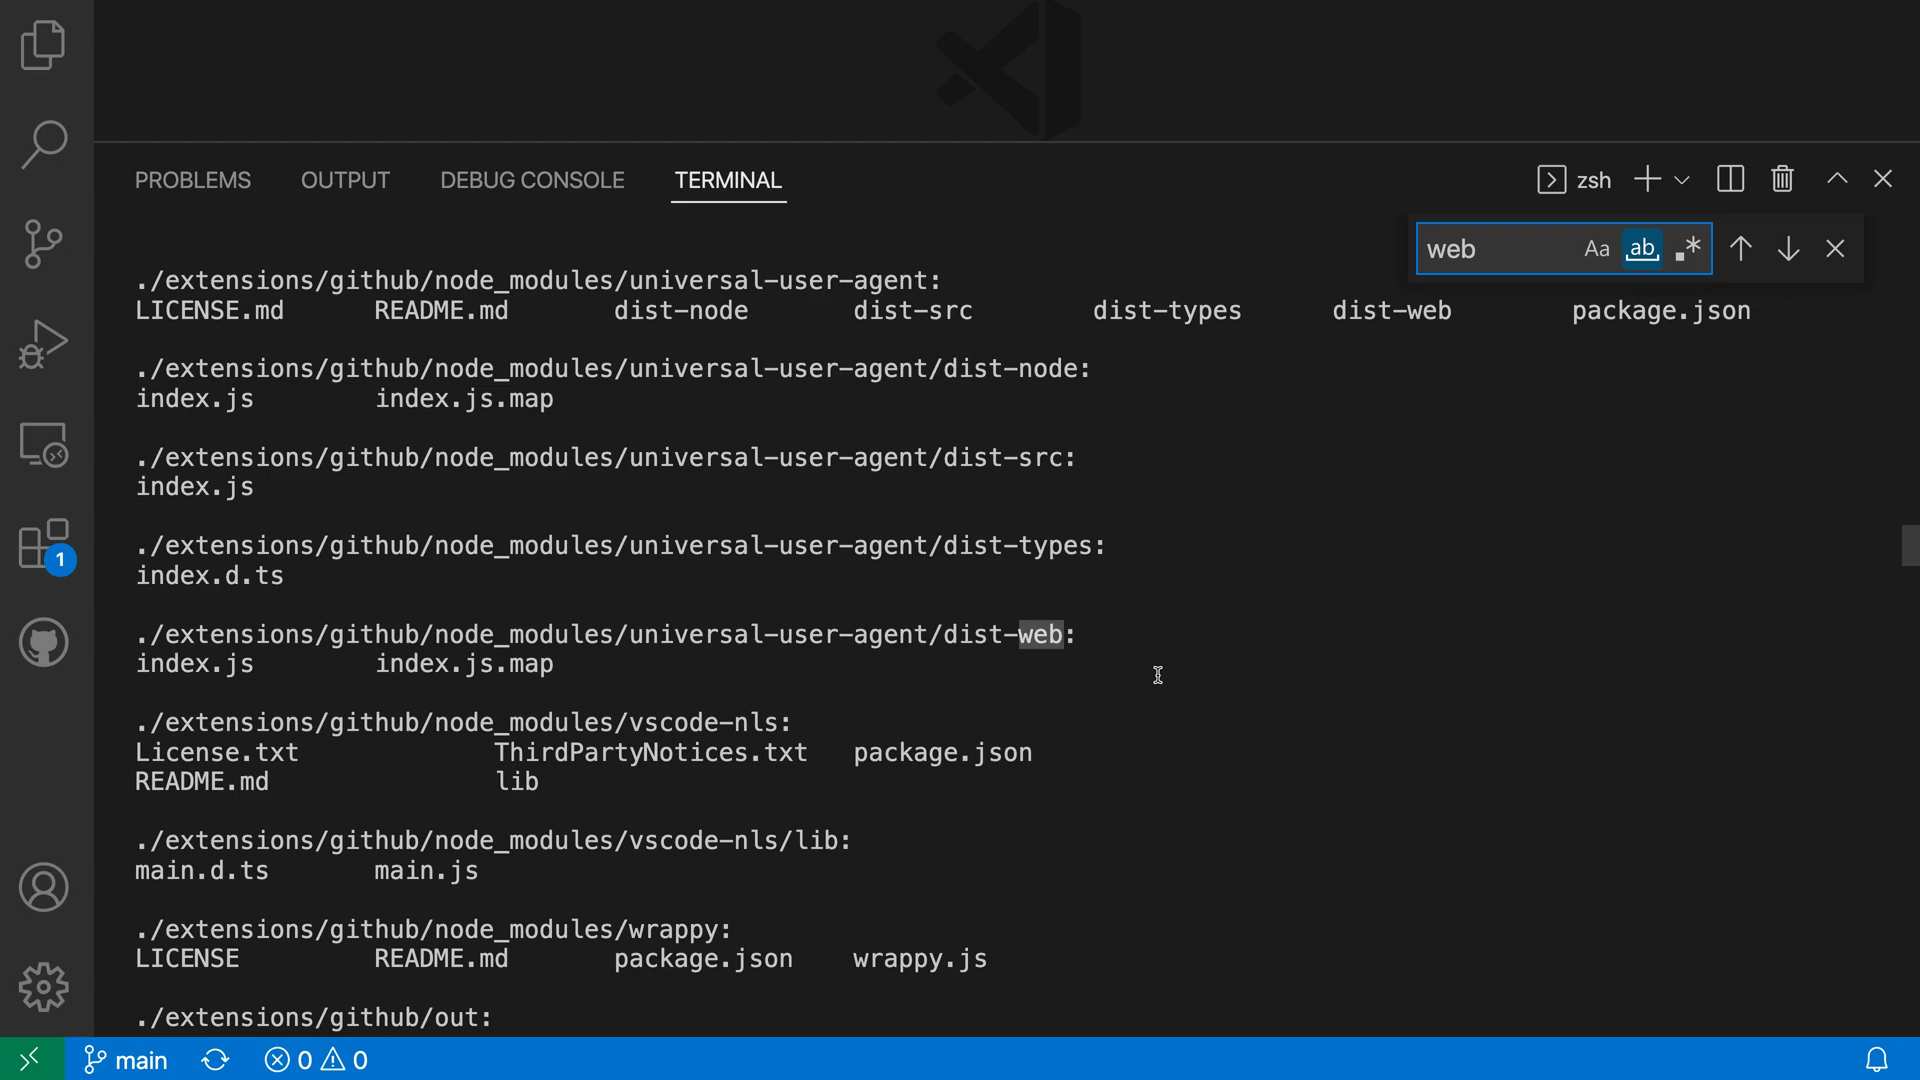 PROBLEMS OUTPUT DEBUG CONSOLE TERMINAL zsh
web Aa ab .*
./extensions/github/node_modules/universal-user-agent:
LICENSE.md README.md dist-node dist-src dist-types dist-web package.json
./extensions/github/node_modules/universal-user-agent/dist-node:
index.js index.js.map
./extensions/github/node_modules/universal-user-agent/dist-src:
index.js
./extensions/github/node_modules/universal-user-agent/dist-types:
index.d.ts
./extensions/github/node_modules/universal-user-agent/dist-web:
index.js index.js.map
./extensions/github/node_modules/vscode-nls:
License.txt ThirdPartyNotices.txt package.json
README.md lib
./extensions/github/node_modules/vscode-nls/lib:
main.d.ts main.js
./extensions/github/node_modules/wrappy:
LICENSE README.md package.json wrappy.js
./extensions/github/out:
1
main 0 0